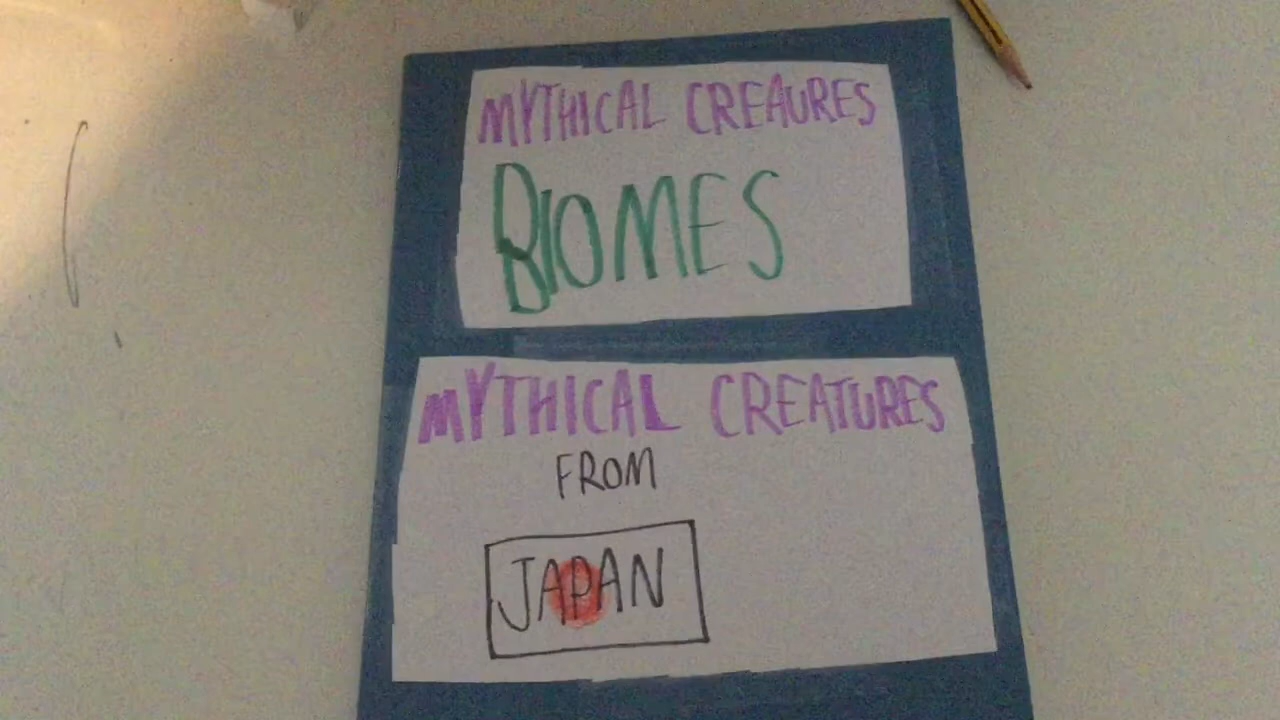 MYTHICAL CREAURES
BIOMES
MYTHICAL CREATURES
FROM
JAPAN